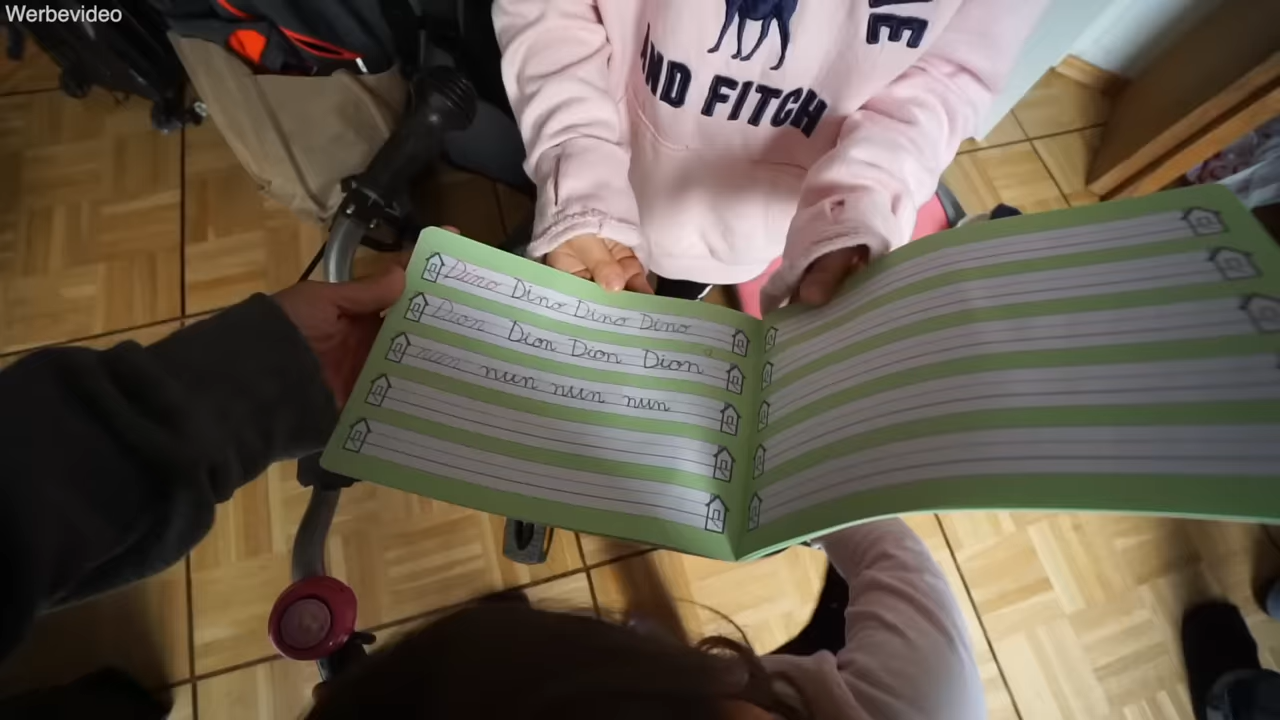 Werbevideo
AND FITCH
Dino Dino Dino Dino
Dion Dion Dion Dion
nun nun nun nun